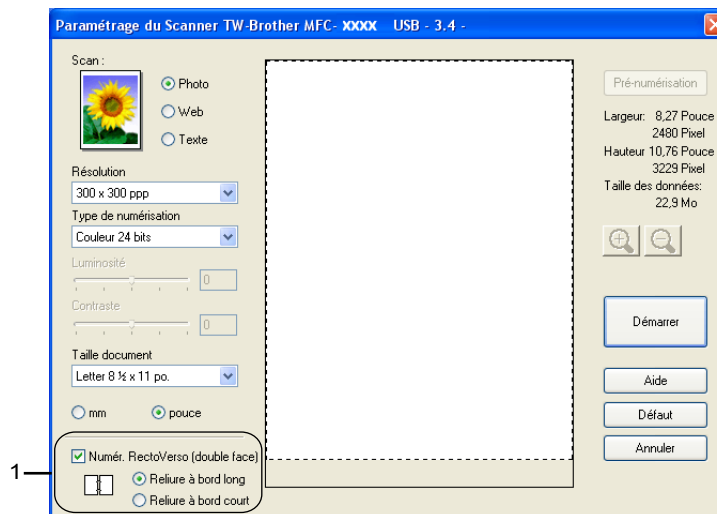 Paramétrage du Scanner TW-Brother MFC- XXXX USB - 3.4 -
Scan :
Photo
Web
Texte
Résolution
300 x 300 ppp
Type de numérisation
Couleur 24 bits
Luminosité
0
Contraste
0
Taille document
Letter 8 ½ x 11 po.
mm
pouce
1
Numér. RectoVerso (double face)
Reliure à bord long
Reliure à bord court
Pré-numérisation
Largeur: 8,27 Pouce
2480 Pixel
Hauteur 10,76 Pouce
3229 Pixel
Taille des données:
22,9 Mo
Démarrer
Aide
Défaut
Annuler